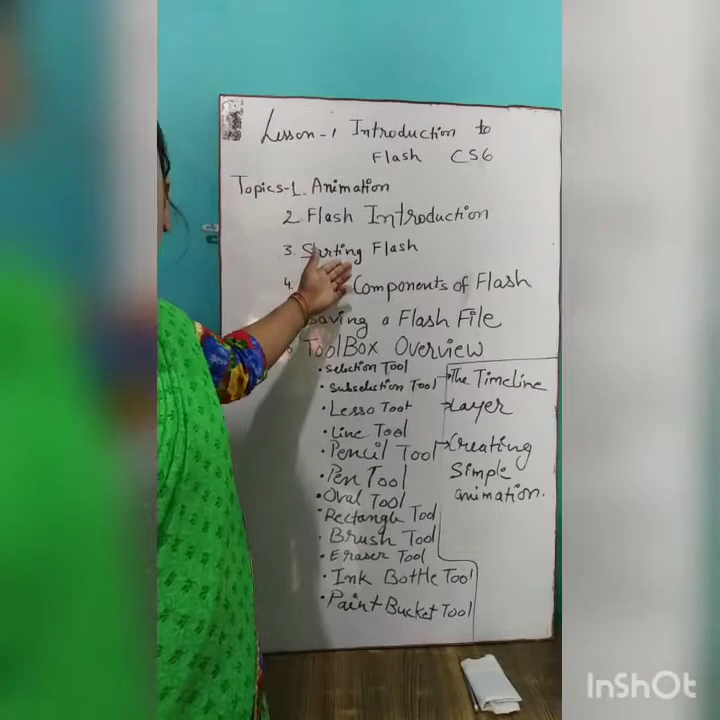 Lesson-1 Introduction to
Flash CS6
Topics-1. Animation
2 Flash Introduction
3. Starting Flash
4. Components of Flash
Saving a Flash File
ToolBox Overview
• Selection Tool
• Subselection Tool
• Lesso Tool
• Line Tool
• Pencil Tool
• Pen Tool
• Oval Tool
• Rectangle Tool
• Brush Tool
• Eraser Tool
• Ink Bottle Tool
• Paint Bucket Tool
→The Timeline
→Layer
→Creating
Simple
animation.
InShOt